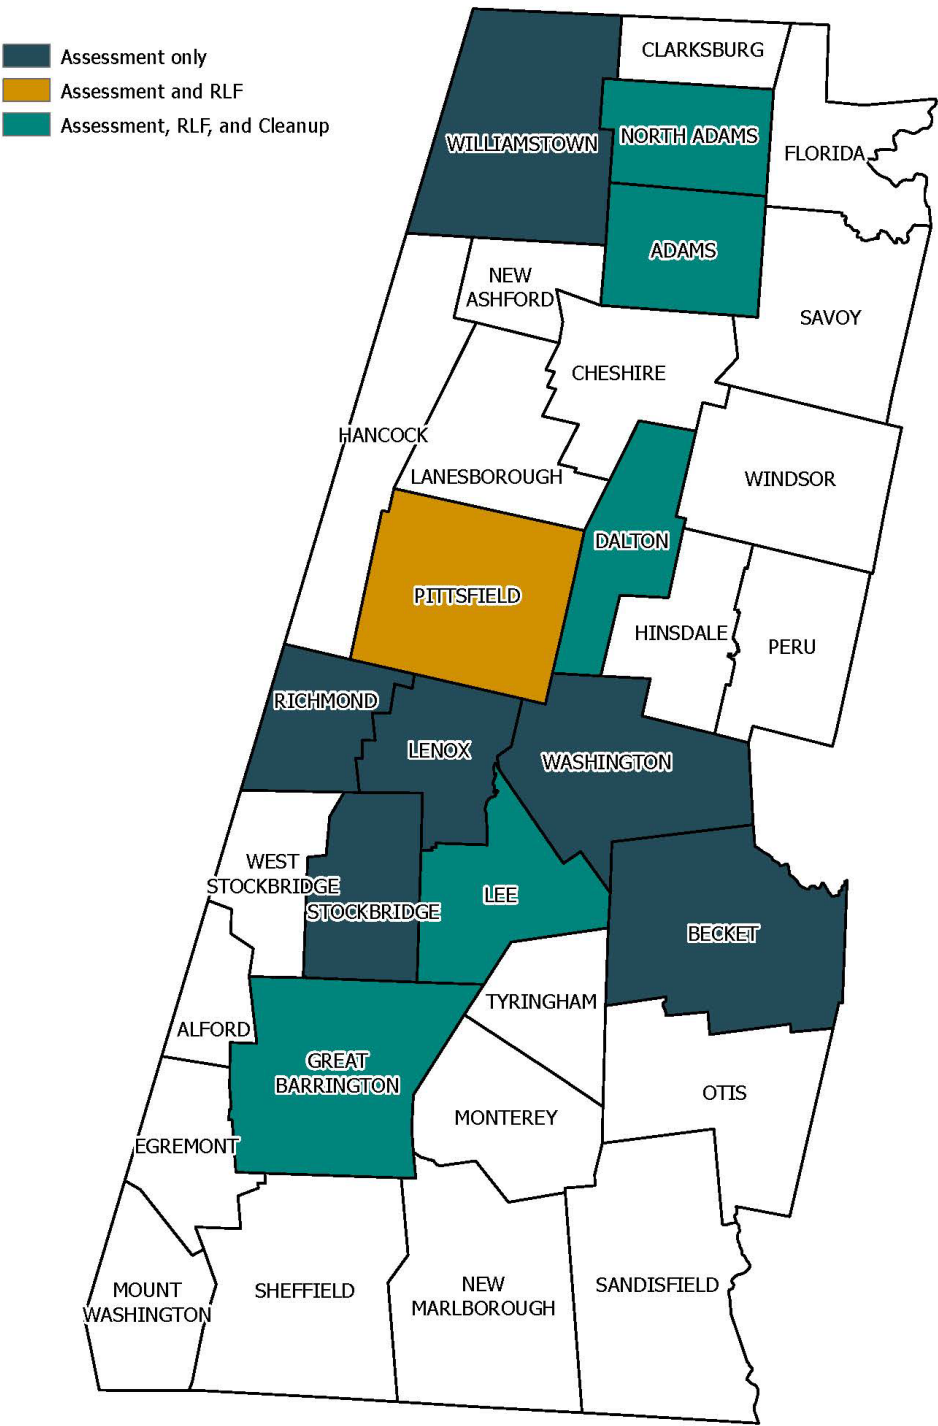 Assessment only
Assessment and RLF
Assessment, RLF, and Cleanup
CLARKSBURG
WILLIAMSTOWN
NORTH ADAMS
FLORIDA
ADAMS
NEW
ASHFORD
SAVOY
CHESHIRE
HANCOCK
LANESBOROUGH
WINDSOR
DALTON
PITTSFIELD
HINSDALE
PERU
RICHMOND
LENOX
WASHINGTON
WEST
STOCKBRIDGE
STOCKBRIDGE
LEE
BECKET
TYRINGHAM
ALFORD
GREAT
BARRINGTON
OTIS
MONTEREY
EGREMONT
MOUNT
WASHINGTON
SHEFFIELD
NEW
MARLBOROUGH
SANDISFIELD